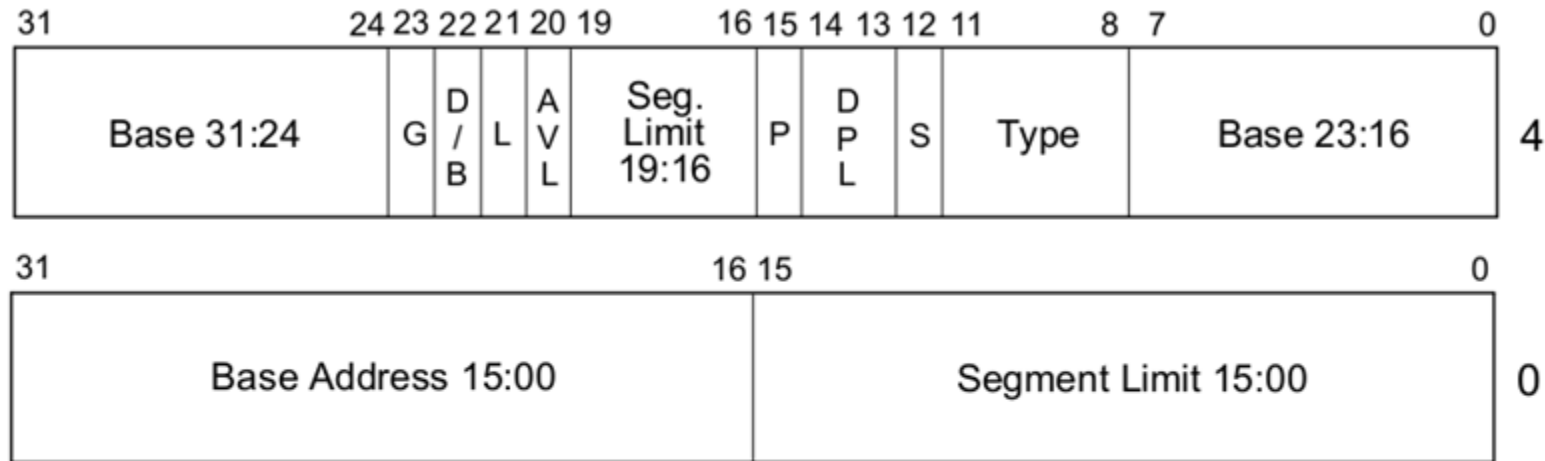 31 24 23 22 21 20 19 16 15 14 13 12 11 8 7 0
Base 31:24 G D/B L AVL Seg. Limit 19:16 P DPL S Type Base 23:16 4
31 16 15 0
Base Address 15:00 Segment Limit 15:00 0